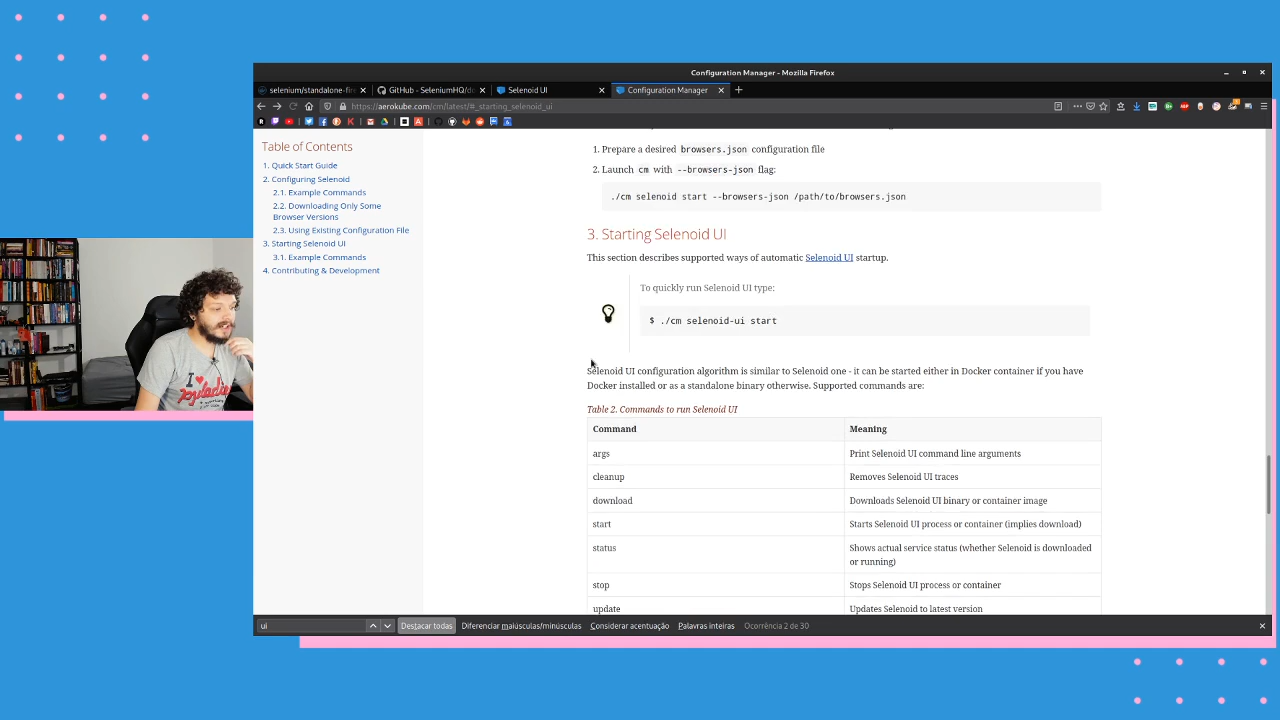 Configuration Manager - Mozilla Firefox
selenium/standalone-fire
GitHub - SeleniumHQ/do
Selenoid UI
Configuration Manager
https://aerokube.com/cm/latest/#_starting_selenoid_ui
Table of Contents
1. Quick Start Guide
2. Configuring Selenoid
2.1. Example Commands
2.2. Downloading Only Some
Browser Versions
2.3. Using Existing Configuration File
3. Starting Selenoid UI
3.1. Example Commands
4. Contributing & Development
1. Prepare a desired browsers.json configuration file
2. Launch cm with --browsers-json flag:
./cm selenoid start --browsers-json /path/to/browsers.json
3. Starting Selenoid UI
This section describes supported ways of automatic Selenoid UI startup.
To quickly run Selenoid UI type:
$ ./cm selenoid-ui start
Selenoid UI configuration algorithm is similar to Selenoid one - it can be started either in Docker container if you have
Docker installed or as a standalone binary otherwise. Supported commands are:
Table 2. Commands to run Selenoid UI
Command Meaning
args Print Selenoid UI command line arguments
cleanup Removes Selenoid UI traces
download Downloads Selenoid UI binary or container image
start Starts Selenoid UI process or container (implies download)
status Shows actual service status (whether Selenoid is downloaded
or running)
stop Stops Selenoid UI process or container
update Updates Selenoid to latest version
ui
Destacar todas
Diferenciar maiúsculas/minúsculas
Considerar acentuação
Palavras inteiras
Ocorrência 2 de 30